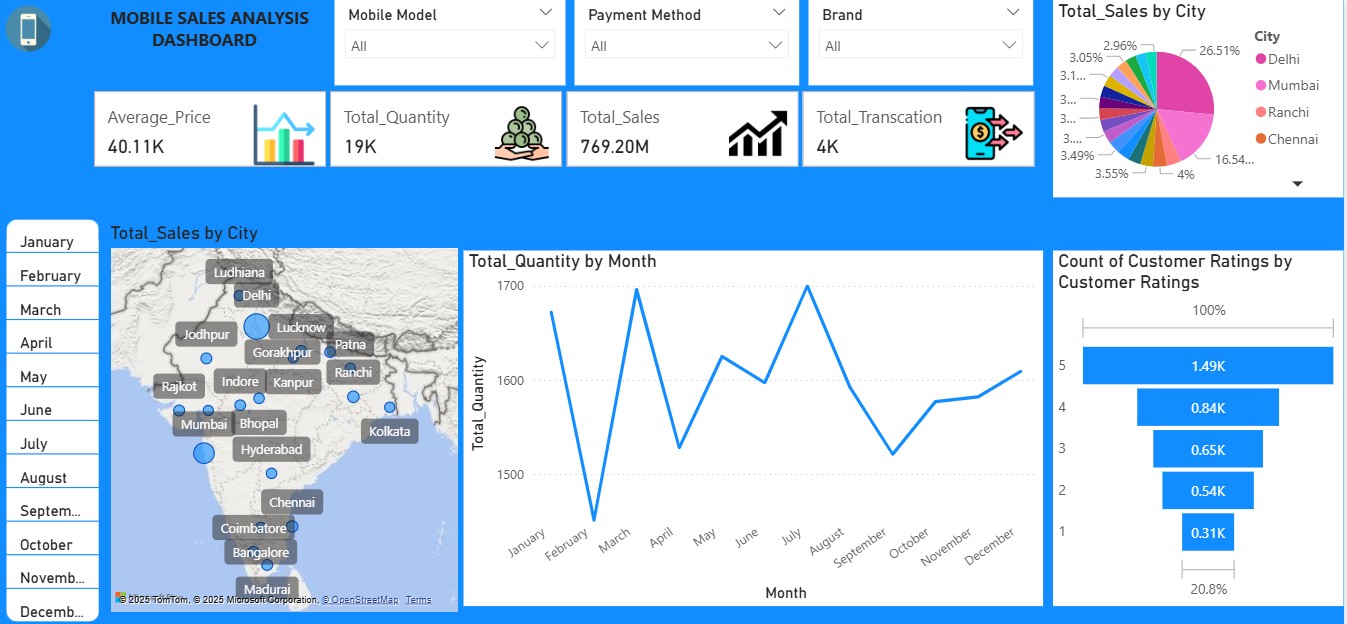 MOBILE SALES ANALYSIS
DASHBOARD
Mobile Model
All
Payment Method
All
Brand
All
Average_Price
40.11K
Total_Quantity
19K
Total_Sales
769.20M
Total_Transcation
4K
Total_Sales by City
2.96%
3.05%
3.1...
3...
3...
3....
3.49%
3.55%
4%
16.54...
26.51%
City
Delhi
Mumbai
Ranchi
Chennai
January
February
March
April
May
June
July
August
Septem...
October
Novemb...
Decemb...
Total_Sales by City
Ludhiana
Delhi
Jodhpur
Lucknow
Gorakhpur
Patna
Ranchi
Rajkot
Indore
Kanpur
Mumbai
Bhopal
Kolkata
Hyderabad
Chennai
Coimbatore
Bangalore
Madurai
© 2025 TomTom, © 2025 Microsoft Corporation, © OpenStreetMap Terms
Total_Quantity by Month
Total_Quantity
1700
1600
1500
January
February
March
April
May
June
July
August
September
October
November
December
Month
Count of Customer Ratings by
Customer Ratings
100%
5 1.49K
4 0.84K
3 0.65K
2 0.54K
1 0.31K
20.8%